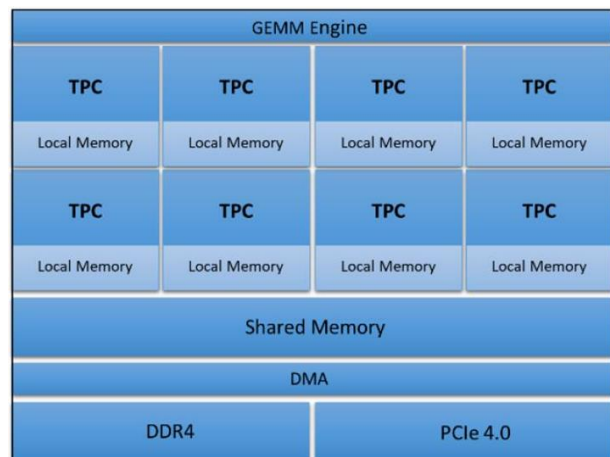 GEMM Engine
TPC TPC TPC TPC
Local Memory Local Memory Local Memory Local Memory
TPC TPC TPC TPC
Local Memory Local Memory Local Memory Local Memory
Shared Memory
DMA
DDR4 PCIe 4.0